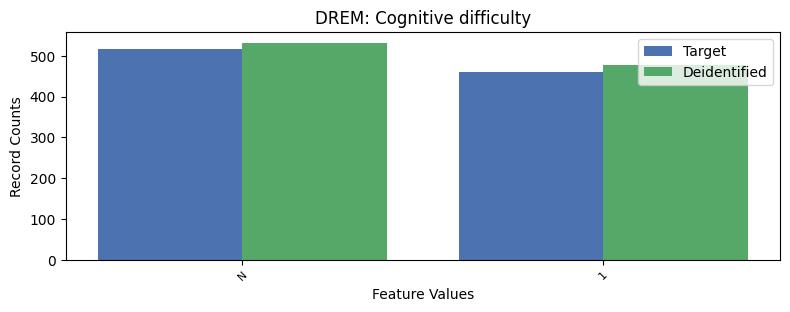 DREM: Cognitive difficulty
Record Counts
500
400
300
200
100
0
Target
Deidentified
N
1
Feature Values